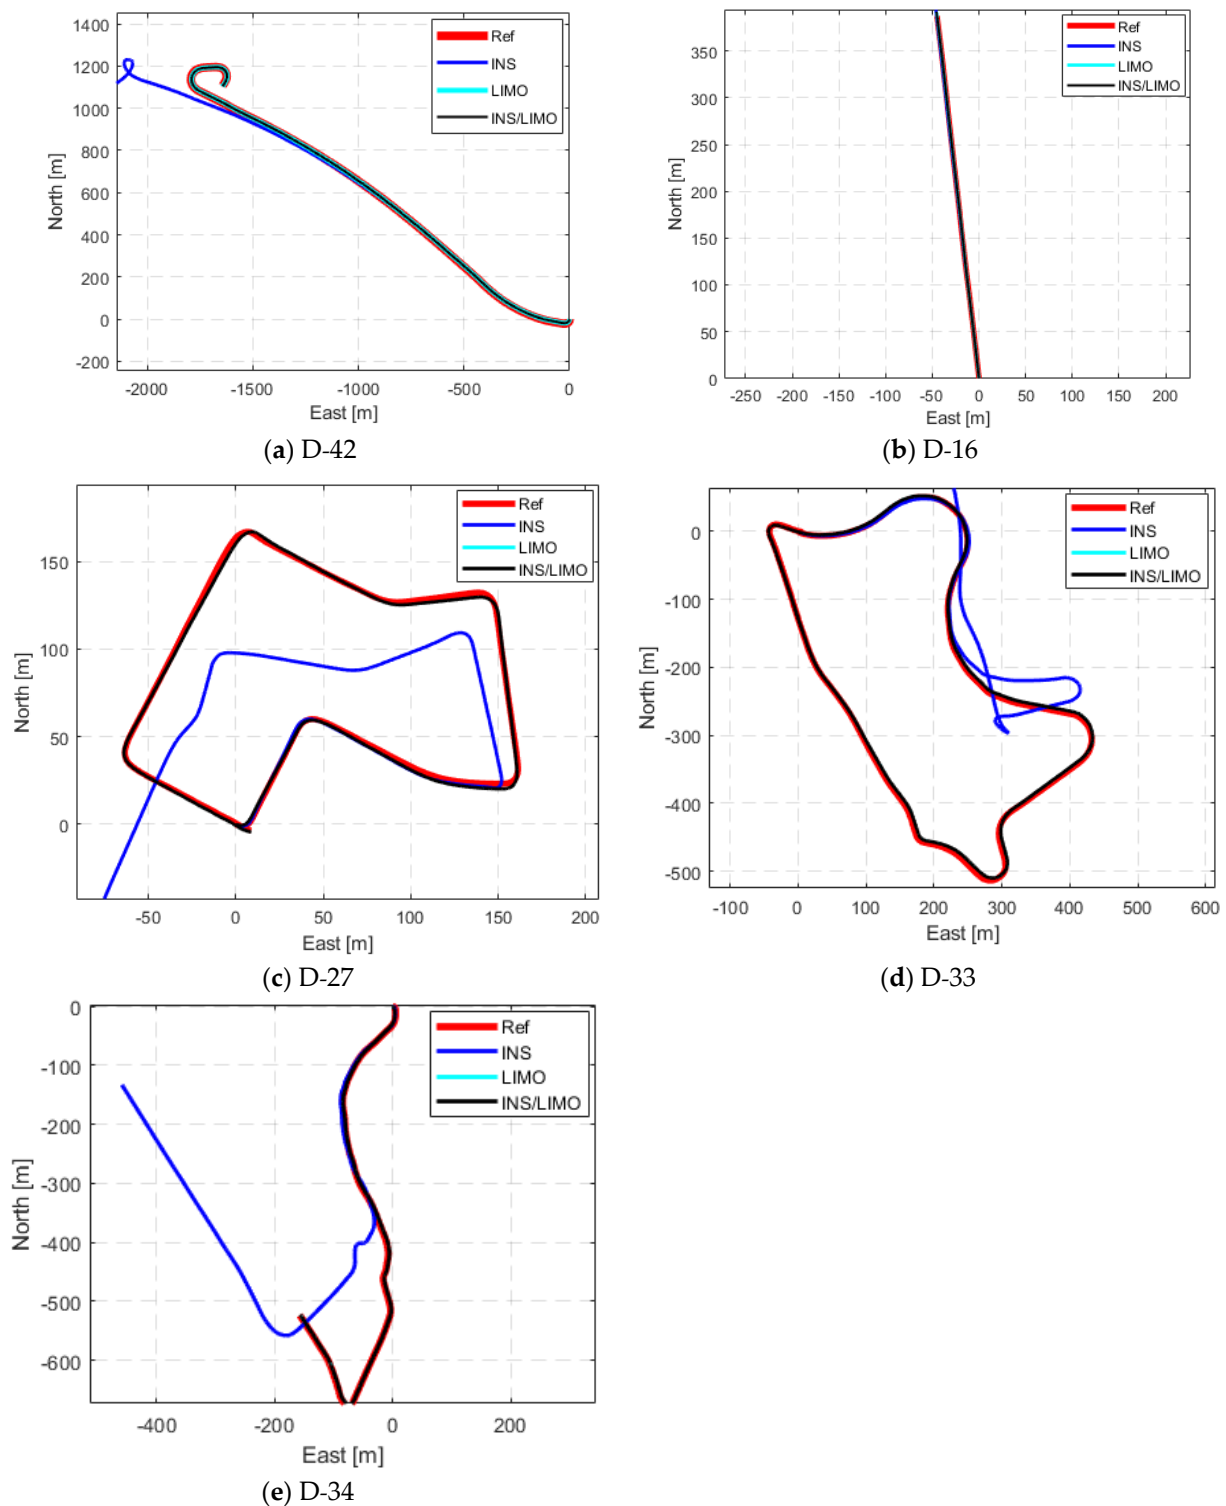 1400
1200
1000
800
600
400
200
0
-200
North [m]
-2000 -1500 -1000 -500 0
East [m]
Ref
INS
LIMO
INS/LIMO
(a) D-42
350
300
250
200
150
100
50
0
North [m]
-250 -200 -150 -100 -50 0 50 100 150 200
East [m]
Ref
INS
LIMO
INS/LIMO
(b) D-16
150
100
50
0
North [m]
-50 0 50 100 150 200
East [m]
Ref
INS
LIMO
INS/LIMO
(c) D-27
0
-100
-200
-300
-400
-500
North [m]
-100 0 100 200 300 400 500 600
East [m]
Ref
INS
LIMO
INS/LIMO
(d) D-33
0
-100
-200
-300
-400
-500
-600
North [m]
-400 -200 0 200
East [m]
Ref
INS
LIMO
INS/LIMO
(e) D-34